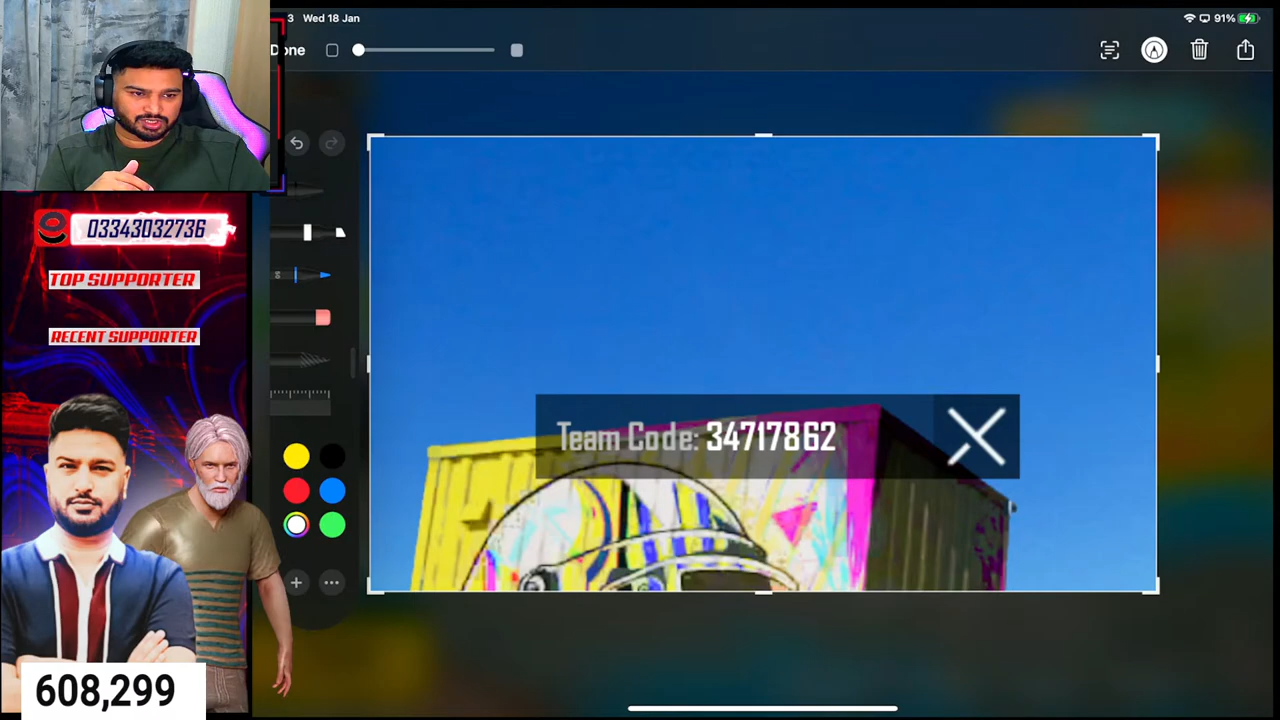 3 Wed 18 Jan
91%
Done
03343032736
TOP SUPPORTER
RECENT SUPPORTER
Team Code: 34717862
608,299